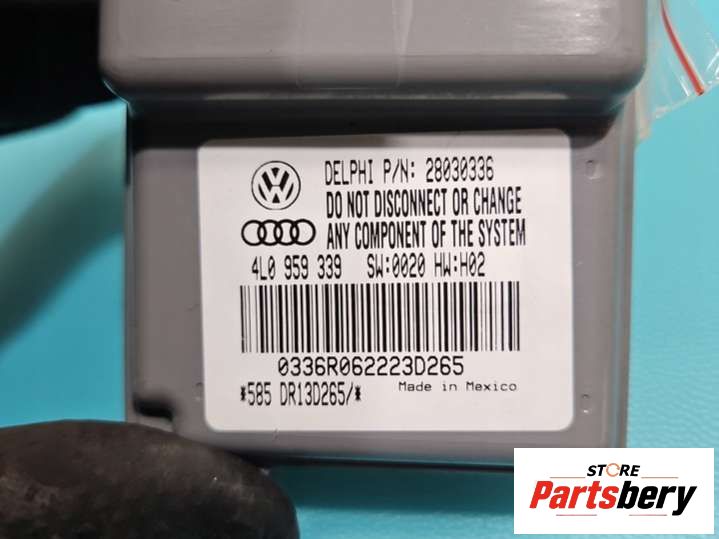 DELPHI P/N: 28030336
DO NOT DISCONNECT OR CHANGE
ANY COMPONENT OF THE SYSTEM
4L0 959 339 SW:0020 HW:H02
0336R062223D265
*585 DR13D265/*
Made in Mexico
STORE
Partsbery